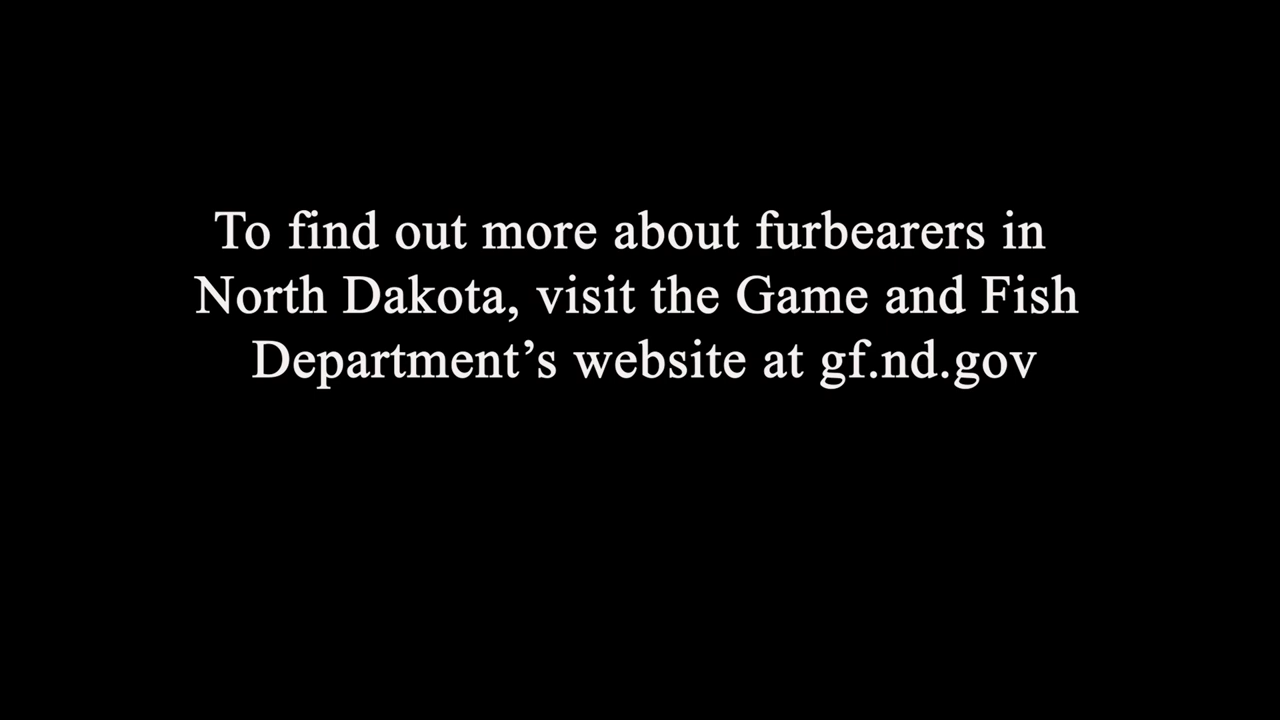 To find out more about furbearers in
North Dakota, visit the Game and Fish
Department’s website at gf.nd.gov